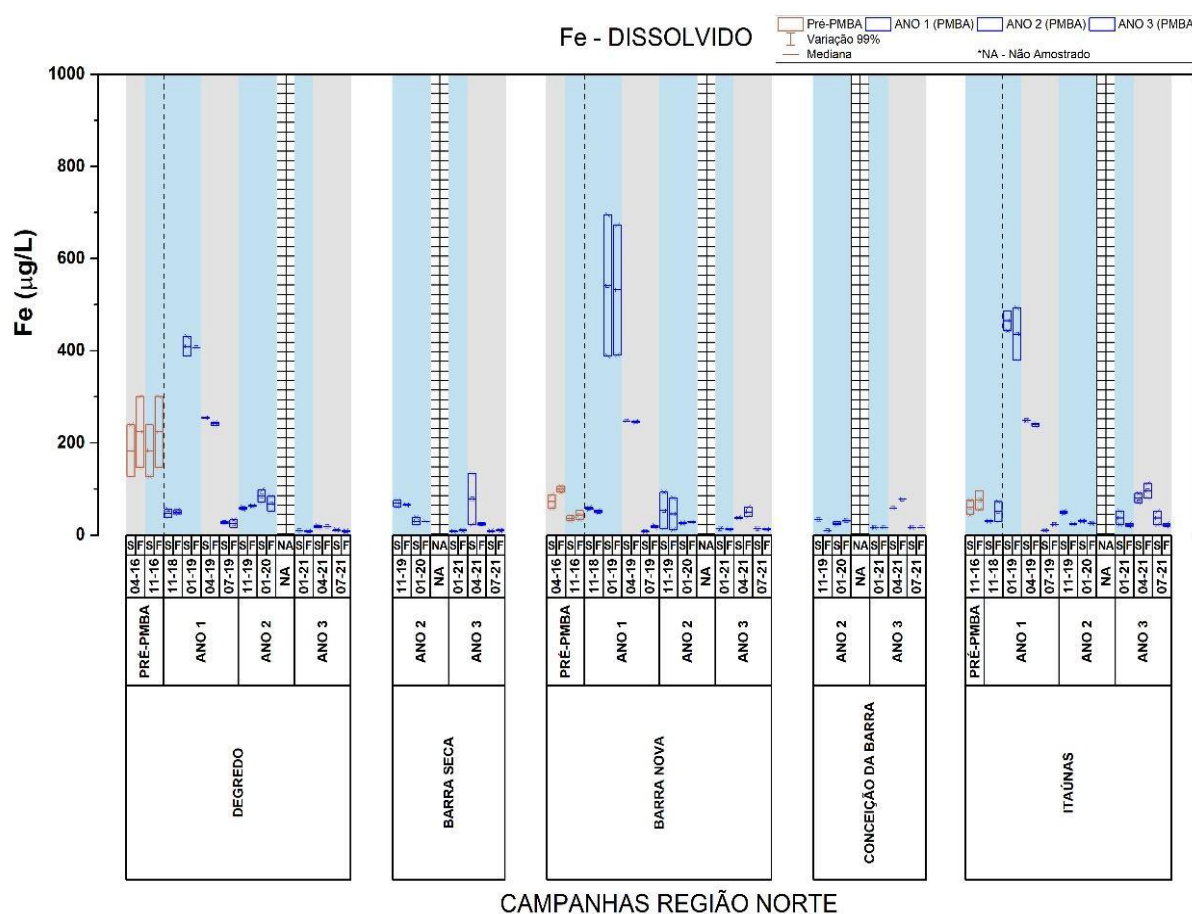 Fe - DISSOLVIDO
Pré-PMBA ANO 1 (PMBA) ANO 2 (PMBA) ANO 3 (PMBA
Variação 99%
Mediana *NA - Não Amostrado
1000
800
600
400
200
0
Fe (µg/L)
S F S F S F S F S F S F S F S F NA S F S F S F
04-16 11-16 11-18 01-19 04-19 07-19 11-19 01-20 NA 01-21 04-21 07-21
PRÉ-PMBA ANO 1 ANO 2 ANO 3
DEGREDO
S F S F NA S F S F S F
11-19 01-20 NA 01-21 04-21 07-21
ANO 2 ANO 3
BARRA SECA
S F S F S F S F S F S F S F S F NA S F S F S F
04-16 11-16 11-18 01-19 04-19 07-19 11-19 01-20 NA 01-21 04-21 07-21
PRÉ-PMBA ANO 1 ANO 2 ANO 3
BARRA NOVA
S F S F NA S F S F S F
11-19 01-20 NA 01-21 04-21 07-21
ANO 2 ANO 3
CONCEIÇÃO DA BARRA
S F S F S F S F S F S F S F NA S F S F S F
11-16 11-18 01-19 04-19 07-19 11-19 01-20 NA 01-21 04-21 07-21
PRÉ-PMBA ANO 1 ANO 2 ANO 3
ITAÚNAS
CAMPANHAS REGIÃO NORTE